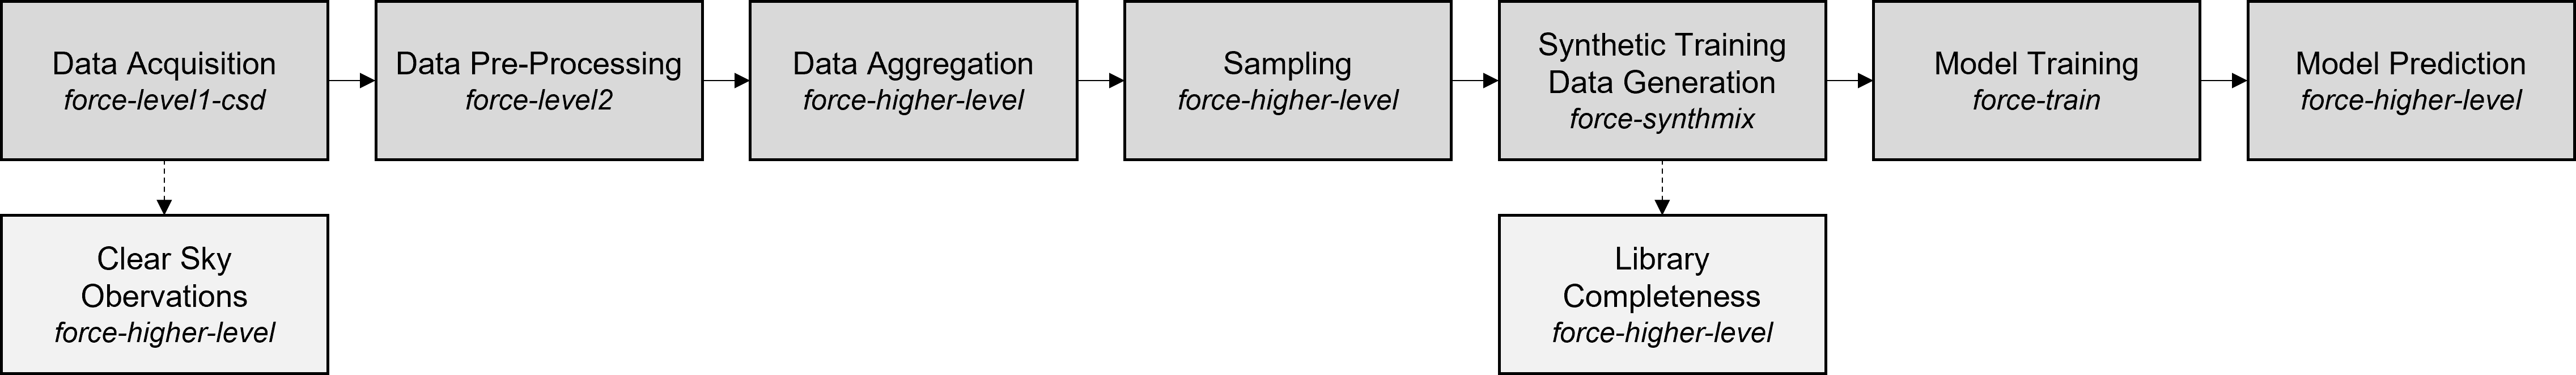 Data Acquisition
force-level1-csd
Data Pre-Processing
force-level2
Data Aggregation
force-higher-level
Sampling
force-higher-level
Synthetic Training
Data Generation
force-synthmix
Model Training
force-train
Model Prediction
force-higher-level
Clear Sky
Obervations
force-higher-level
Library
Completeness
force-higher-level